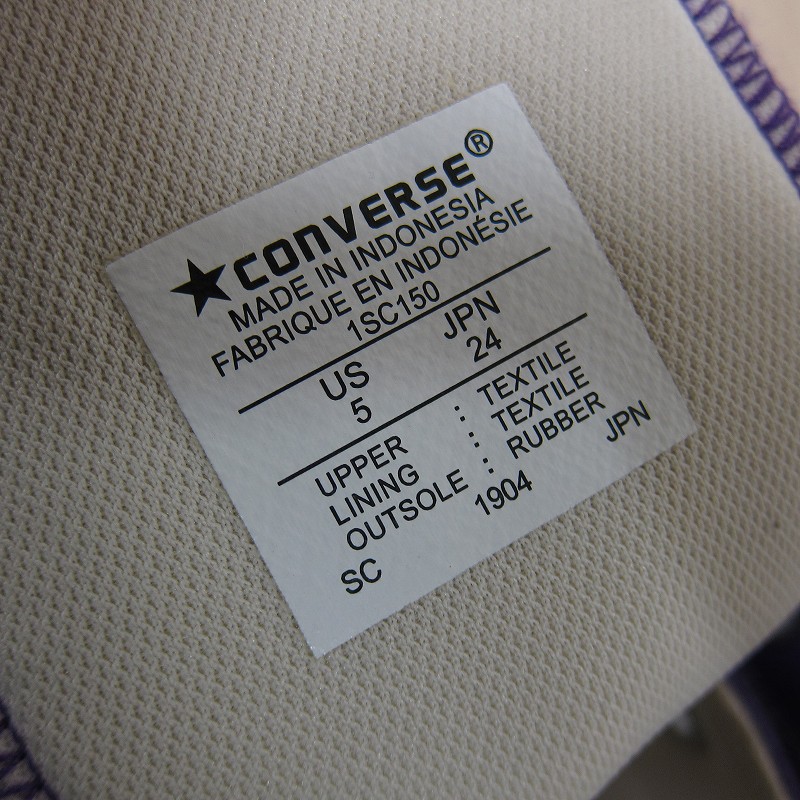 ★CONVERSE®
MADE IN INDONESIA
FABRIQUE EN INDONÉSIE
1SC150
US JPN
5 24
UPPER : TEXTILE
LINING : TEXTILE
OUTSOLE : RUBBER
SC 1904 JPN